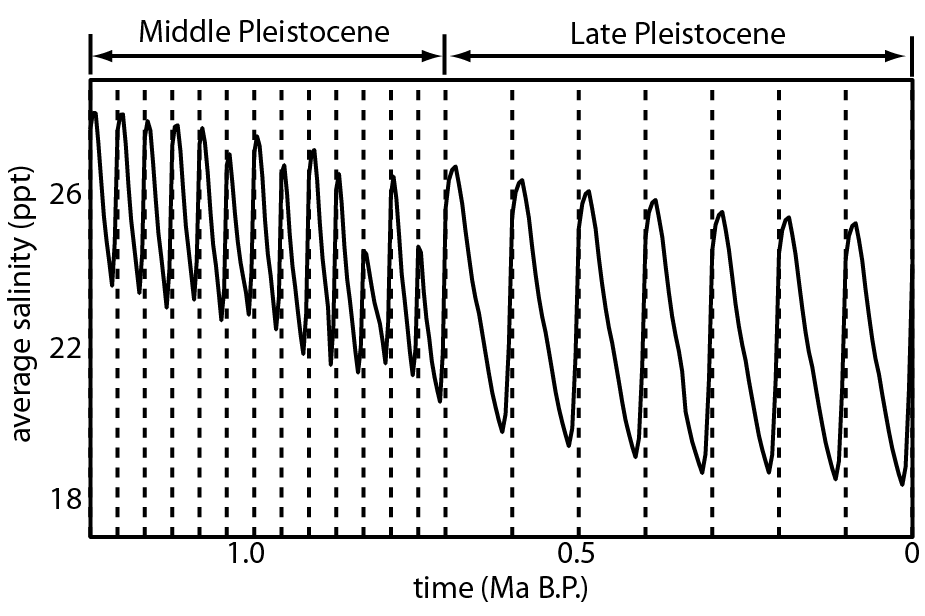 Middle Pleistocene
Late Pleistocene
average salinity (ppt)
26
22
18
1.0
0.5
0
time (Ma B.P.)